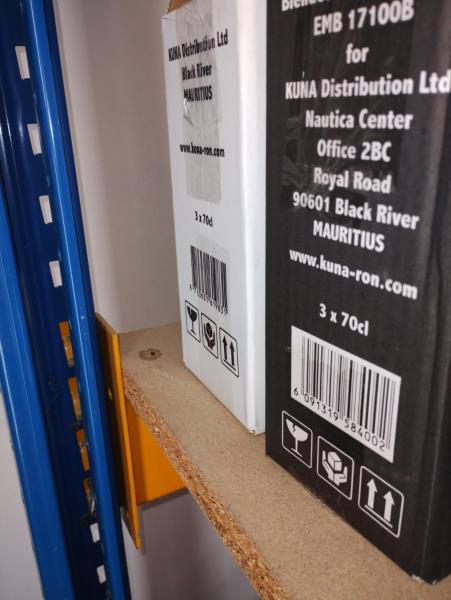 KUNA Distribution Ltd
Black River
MAURITIUS
www.kuna-ron.com
3 x 70cl
EMB 17100B
for
KUNA Distribution Ltd
Nautica Center
Office 2BC
Royal Road
90601 Black River
MAURITIUS
www.kuna-ron.com
3 x 70cl
6 091319 584002